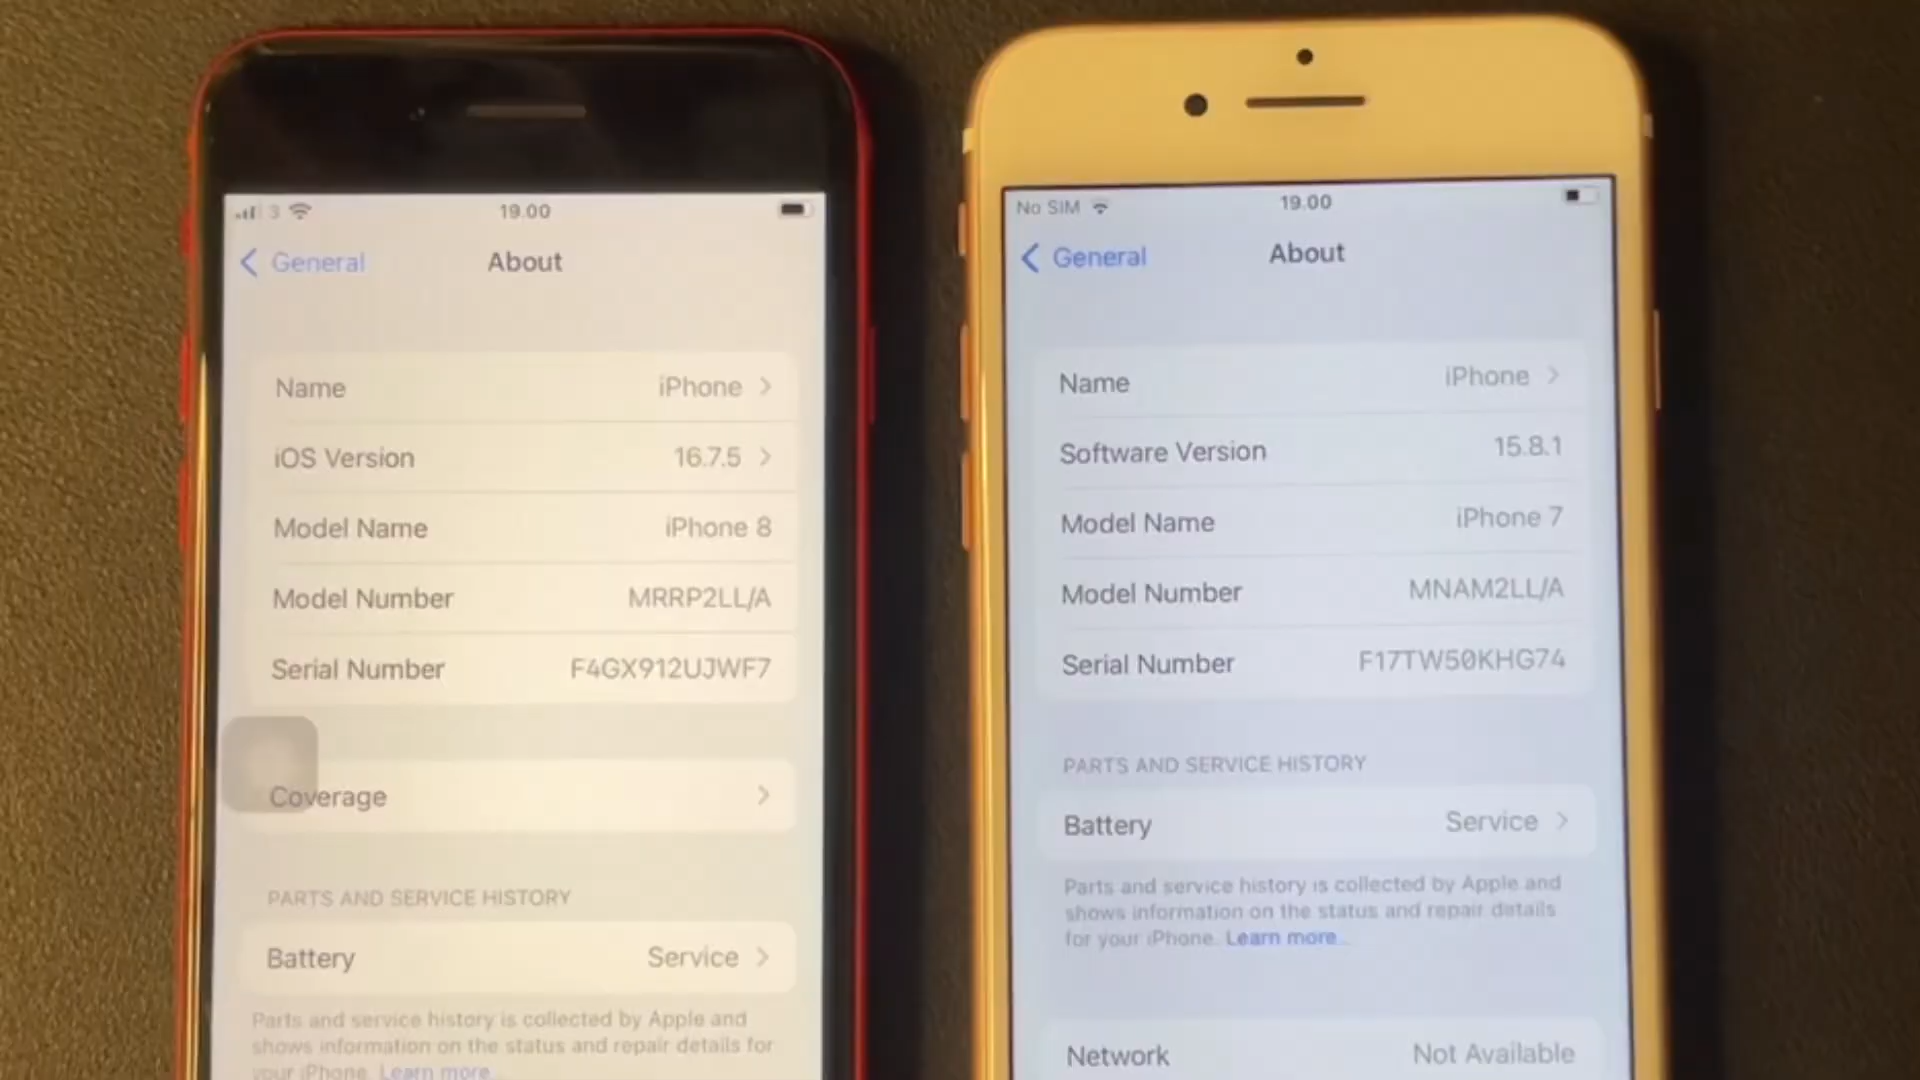 3
19.00
General
About
Name
iPhone
iOS Version
16.7.5
Model Name
iPhone 8
Model Number
MRRP2LL/A
Serial Number
F4GX912UJWF7
Coverage
PARTS AND SERVICE HISTORY
Battery
Service
Parts and service history is collected by Apple and
shows information on the status and repair details for
your iPhone. Learn more...
No SIM
19.00
General
About
Name
iPhone
Software Version
15.8.1
Model Name
iPhone 7
Model Number
MNAM2LL/A
Serial Number
F17TW50KHG74
PARTS AND SERVICE HISTORY
Battery
Service
Parts and service history is collected by Apple and
shows information on the status and repair details
for your iPhone. Learn more...
Network
Not Available